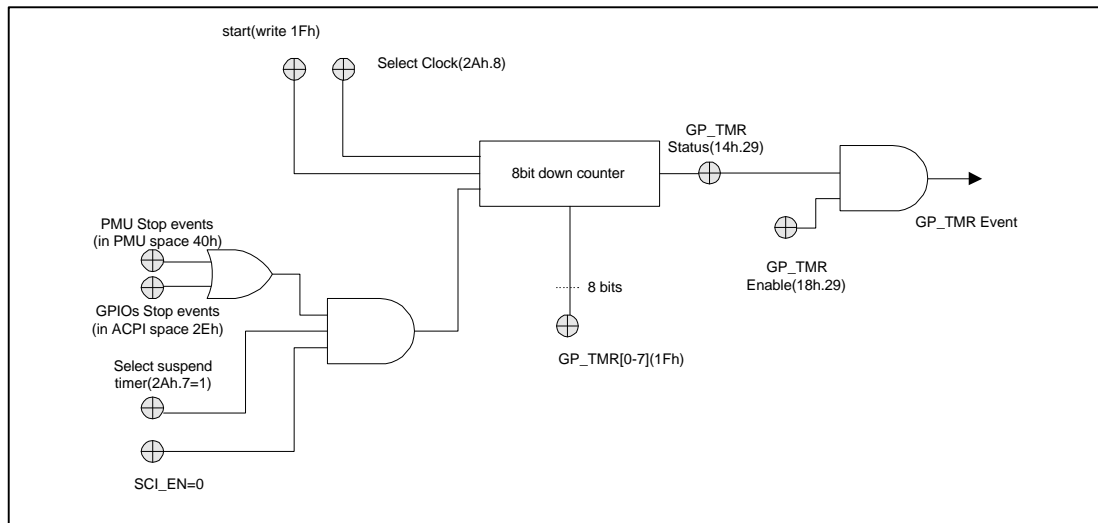 start(write 1Fh)
Select Clock(2Ah.8)
GP_TMR
Status(14h.29)
8bit down counter
PMU Stop events
(in PMU space 40h)
GP_TMR Event
GP_TMR
Enable(18h.29)
8 bits
GPIOs Stop events
(in ACPI space 2Eh)
GP_TMR[0-7](1Fh)
Select suspend
timer(2Ah.7=1)
SCI_EN=0